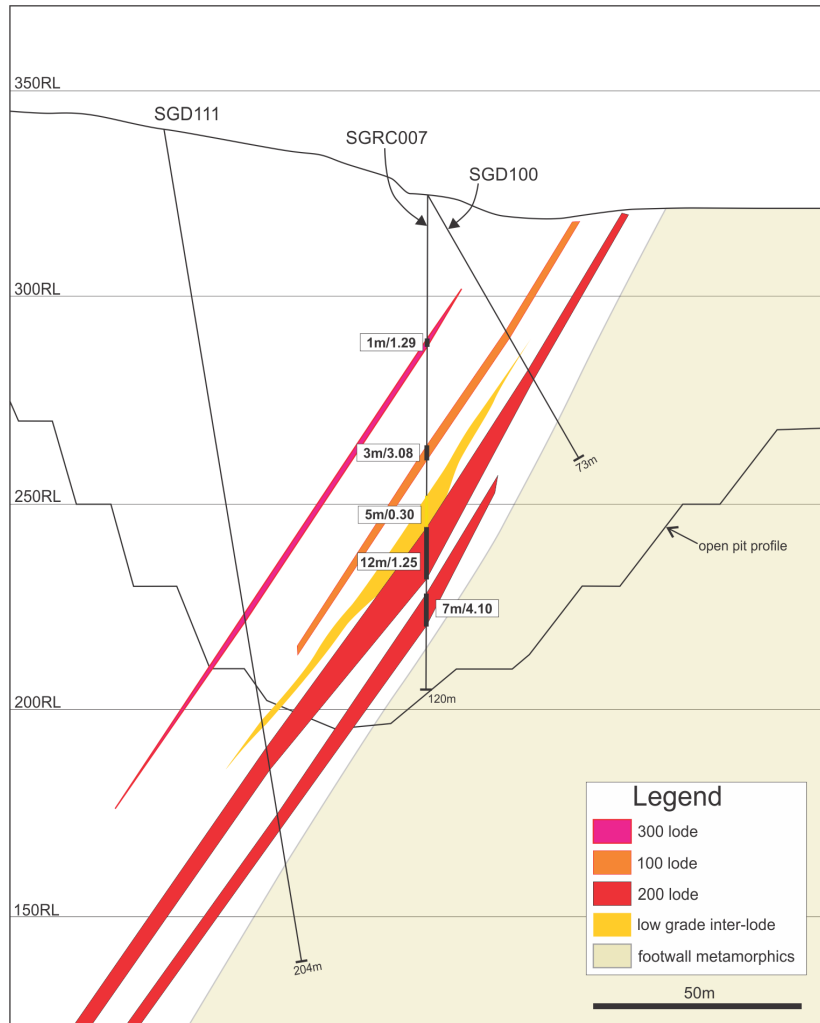 350RL
SGD111
SGRC007
SGD100
300RL
1m/1.29
3m/3.08
73m
250RL
5m/0.30
open pit profile
12m/1.25
7m/4.10
120m
200RL
Legend
300 lode
100 lode
200 lode
150RL
low grade inter-lode
footwall metamorphics
204m
50m